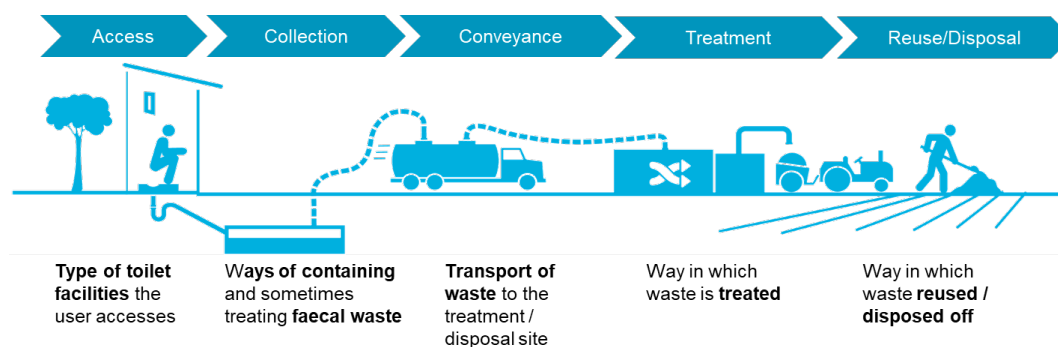 Access
Collection
Conveyance
Treatment
Reuse/Disposal
Type of toilet
facilities the
user accesses
Ways of containing
and sometimes
treating faecal waste
Transport of
waste to the
treatment /
disposal site
Way in which
waste is treated
Way in which
waste reused /
disposed off